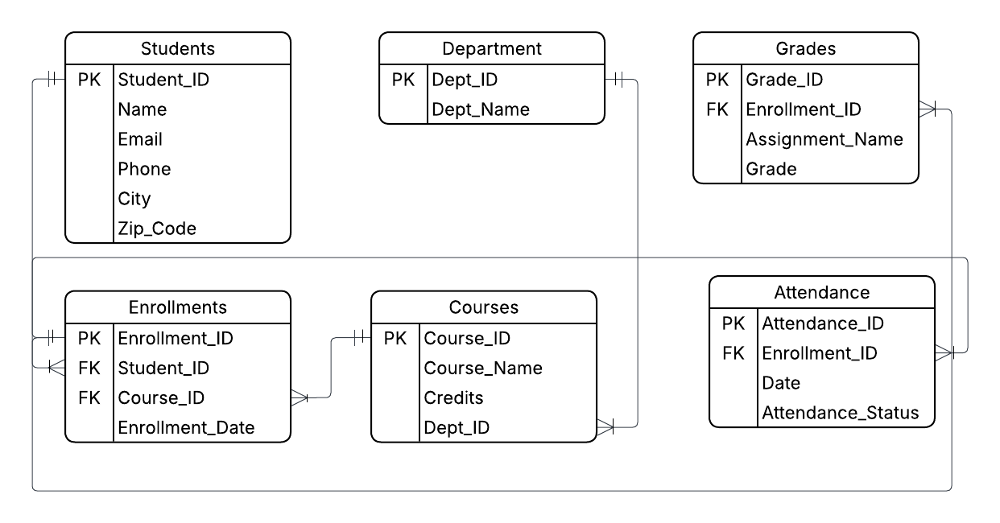 Students
PK Student_ID
Name
Email
Phone
City
Zip_Code
Department
PK Dept_ID
Dept_Name
Grades
PK Grade_ID
FK Enrollment_ID
Assignment_Name
Grade
Enrollments
PK Enrollment_ID
FK Student_ID
FK Course_ID
Enrollment_Date
Courses
PK Course_ID
Course_Name
Credits
Dept_ID
Attendance
PK Attendance_ID
FK Enrollment_ID
Date
Attendance_Status